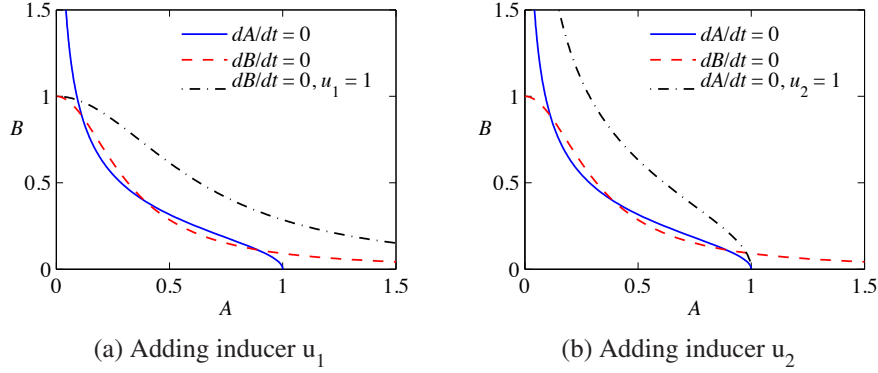 1.5
1
0.5
0
B
dA/dt = 0
dB/dt = 0
dB/dt = 0, u₁ = 1
0
0.5
1
1.5
A
(a) Adding inducer u₁
1.5
1
0.5
0
B
dA/dt = 0
dB/dt = 0
dA/dt = 0, u₂ = 1
0
0.5
1
1.5
A
(b) Adding inducer u₂